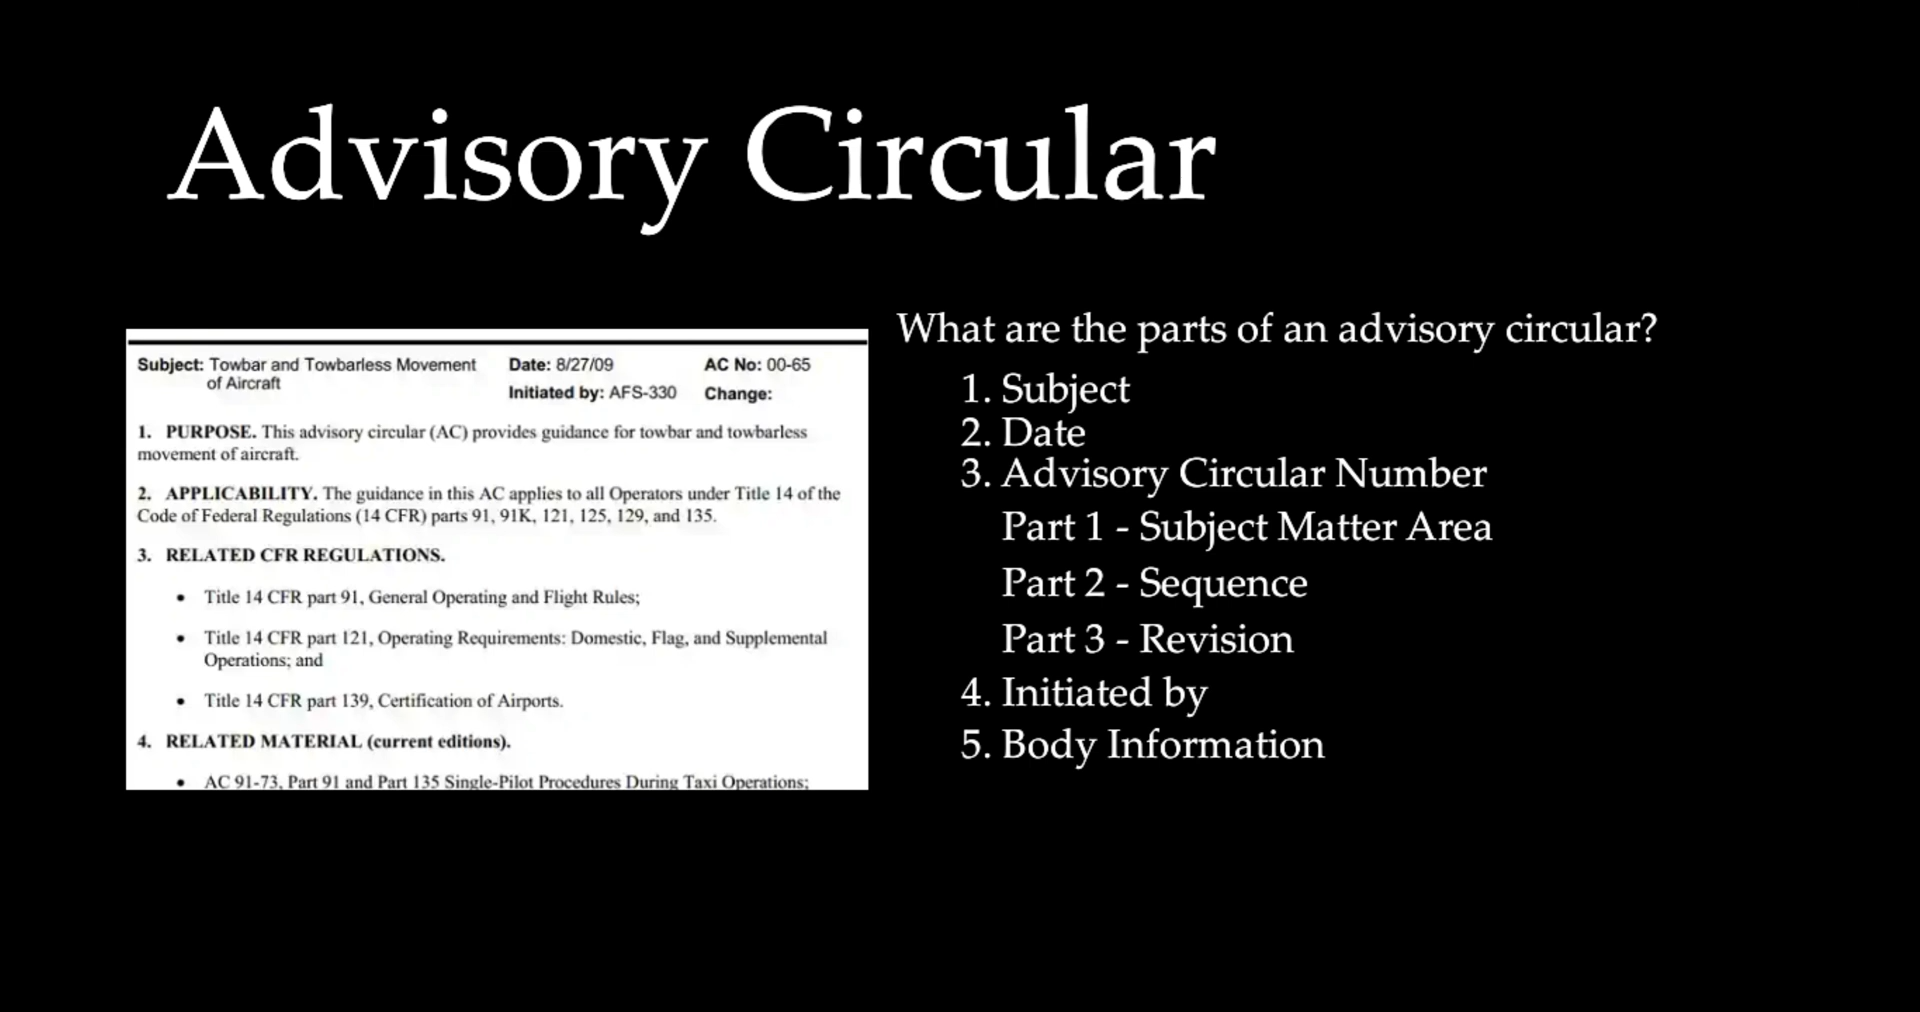 Advisory Circular
Subject: Towbar and Towbarless Movement
of Aircraft
Date: 8/27/09
Initiated by: AFS-330
AC No: 00-65
Change:
1. PURPOSE. This advisory circular (AC) provides guidance for towbar and towbarless
movement of aircraft.
2. APPLICABILITY. The guidance in this AC applies to all Operators under Title 14 of the
Code of Federal Regulations (14 CFR) parts 91, 91K, 121, 125, 129, and 135.
3. RELATED CFR REGULATIONS.
• Title 14 CFR part 91, General Operating and Flight Rules;
• Title 14 CFR part 121, Operating Requirements: Domestic, Flag, and Supplemental
Operations; and
• Title 14 CFR part 139, Certification of Airports.
4. RELATED MATERIAL (current editions).
• AC 91-73, Part 91 and Part 135 Single-Pilot Procedures During Taxi Operations;
What are the parts of an advisory circular?
1. Subject
2. Date
3. Advisory Circular Number
Part 1 - Subject Matter Area
Part 2 - Sequence
Part 3 - Revision
4. Initiated by
5. Body Information